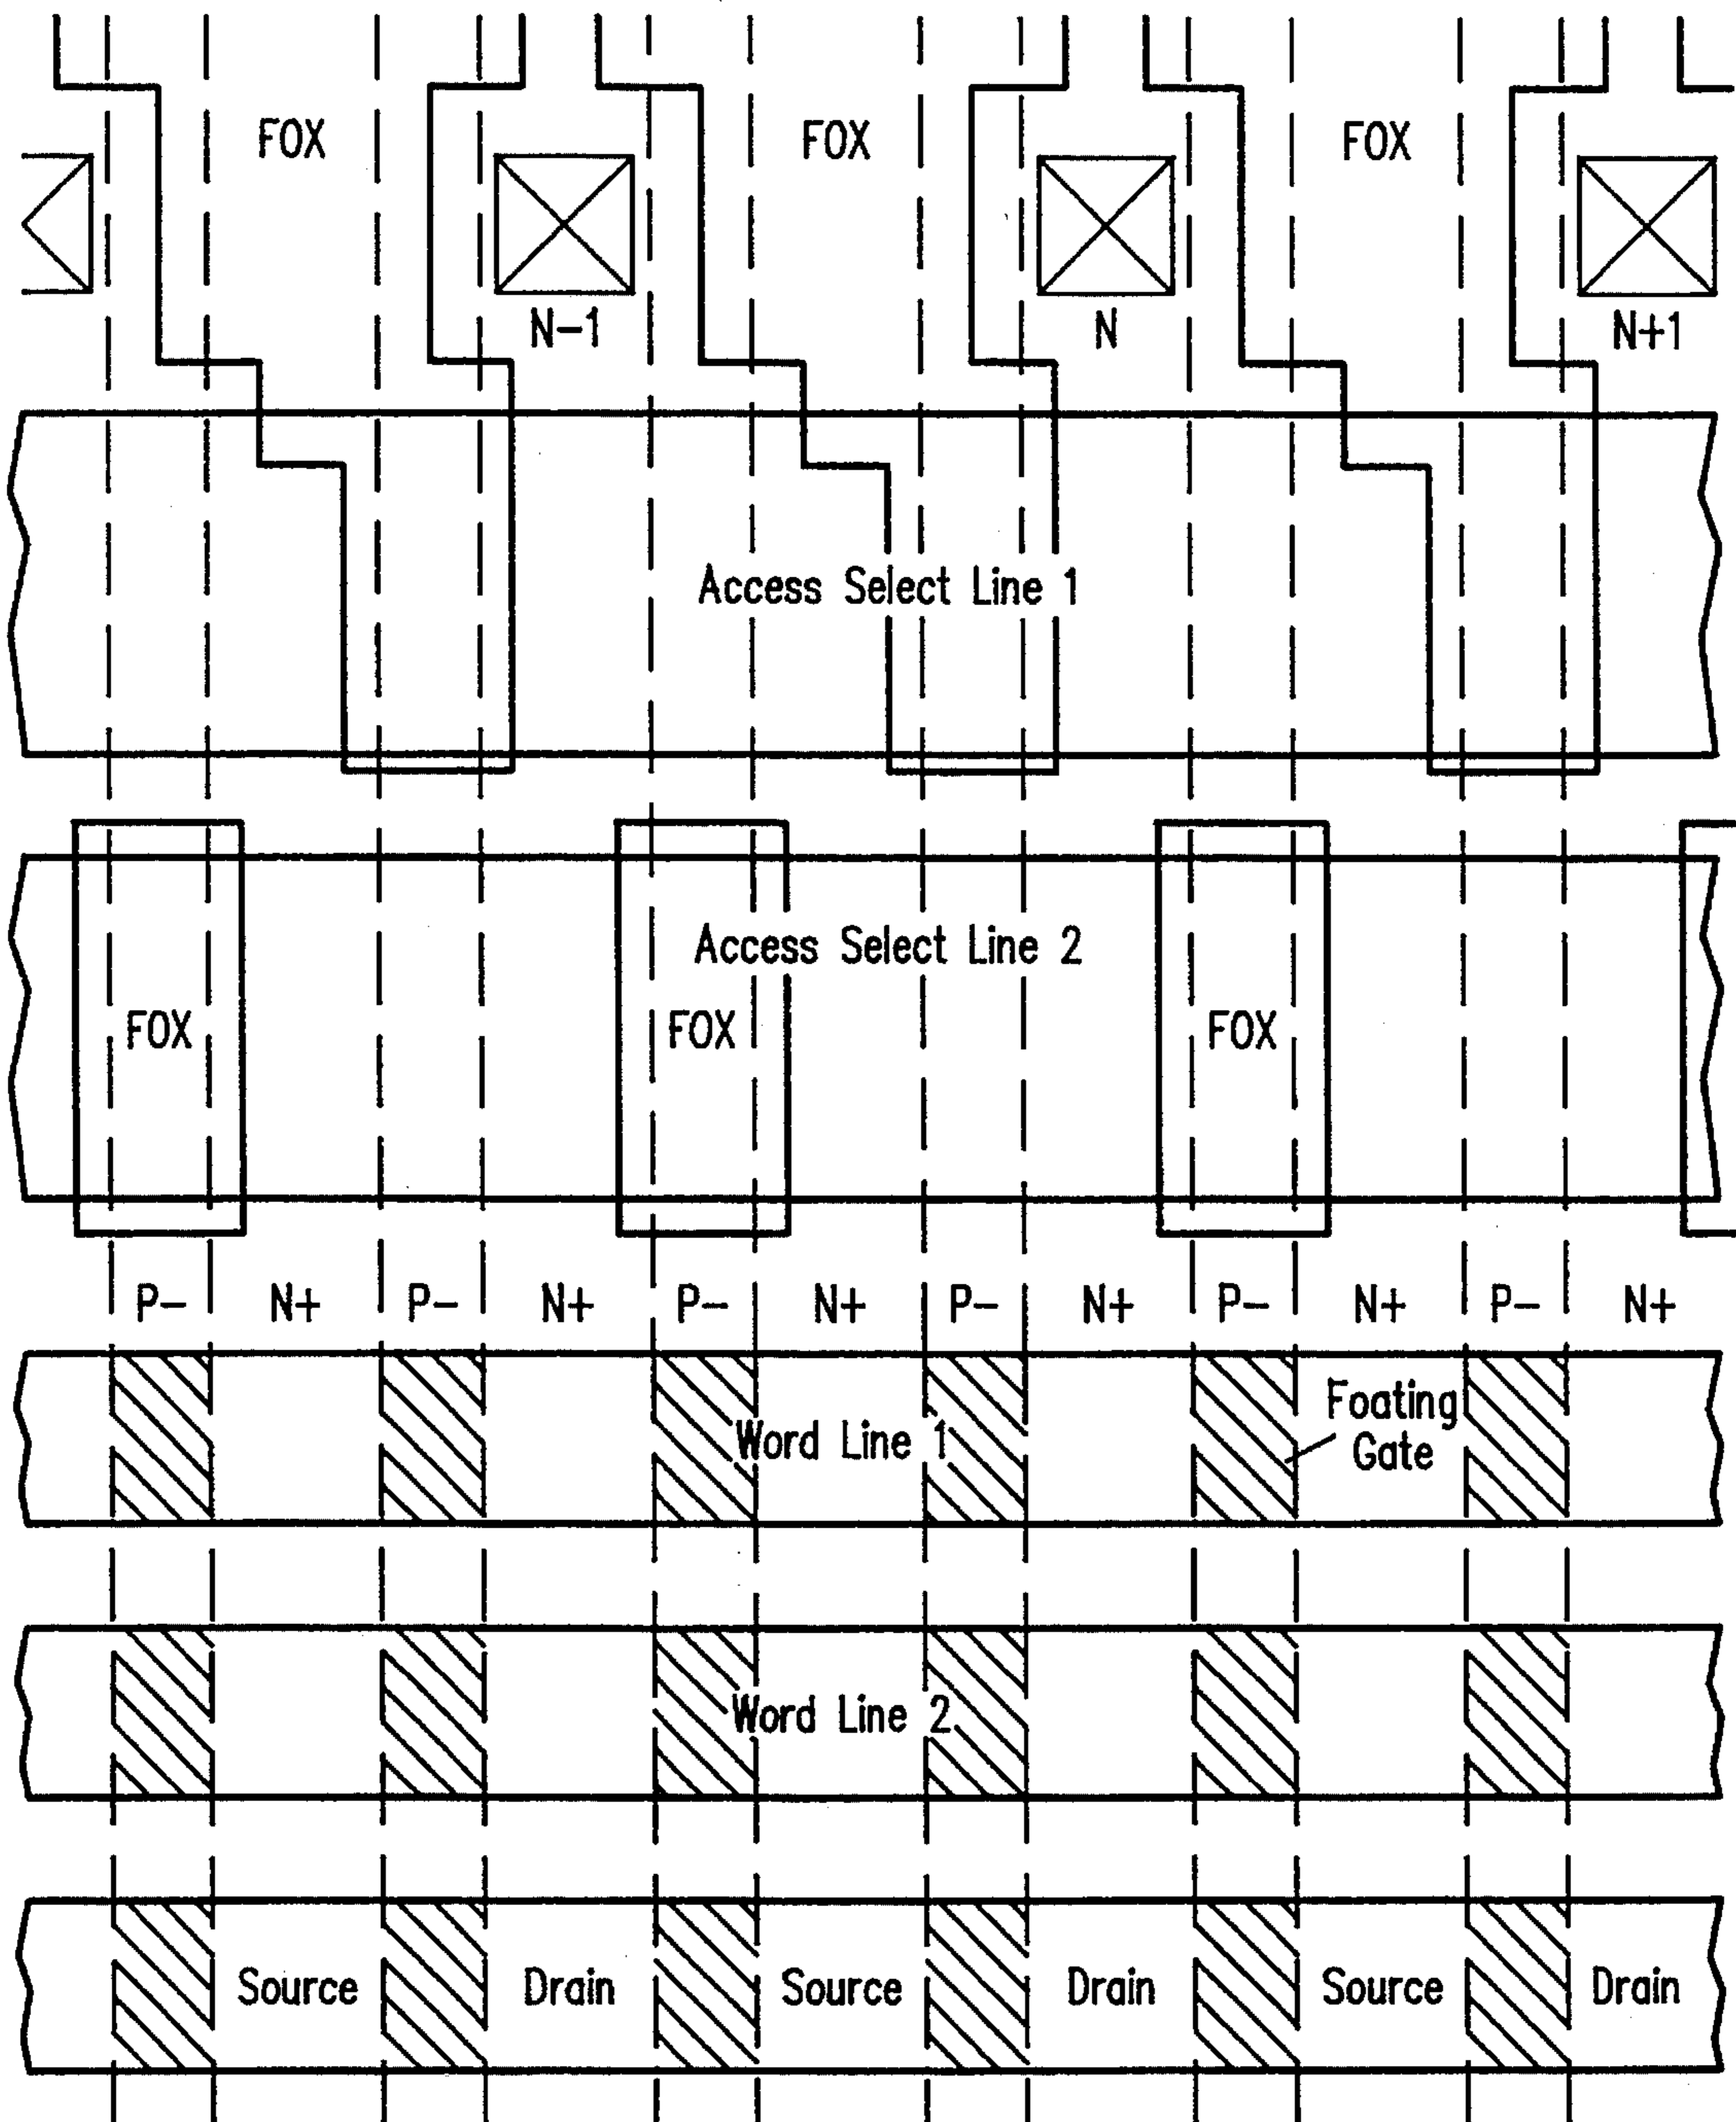 FOX FOX FOX
N-1 N N+1
Access Select Line 1
Access Select Line 2
FOX FOX FOX
P- N+ P- N+ P- N+ P- N+ P- N+ P- N+
Foating
Gate
Word Line 1
Word Line 2
Source Drain Source Drain Source Drain